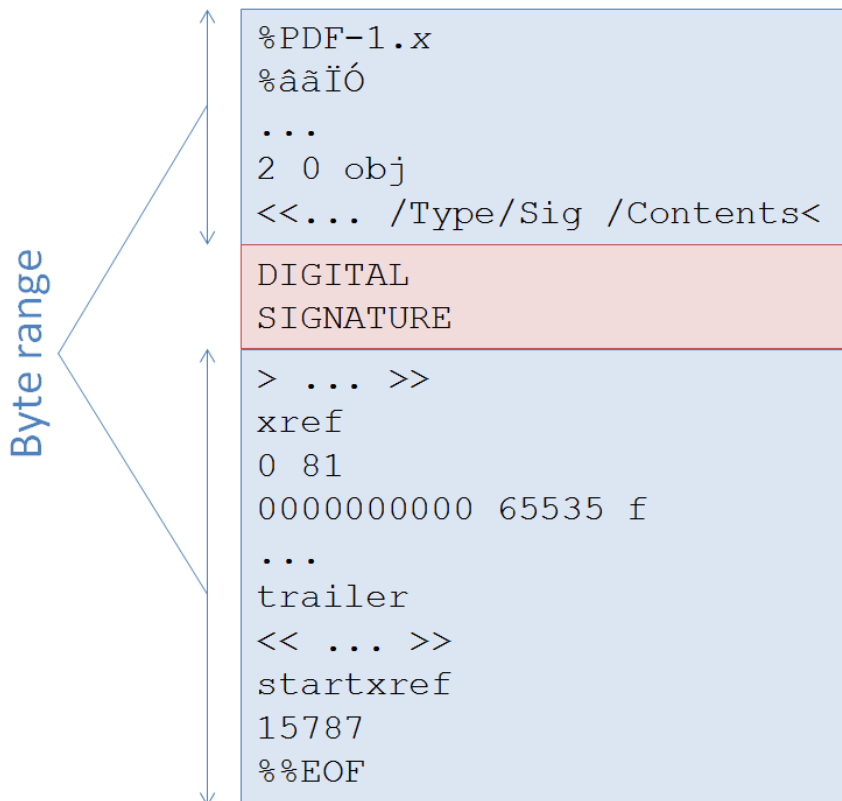 Byte range
%PDF-1.x
%âãÏÓ
...
2 0 obj
<<... /Type/Sig /Contents<
DIGITAL
SIGNATURE
> ... >>
xref
0 81
0000000000 65535 f
...
trailer
<< ... >>
startxref
15787
%%EOF